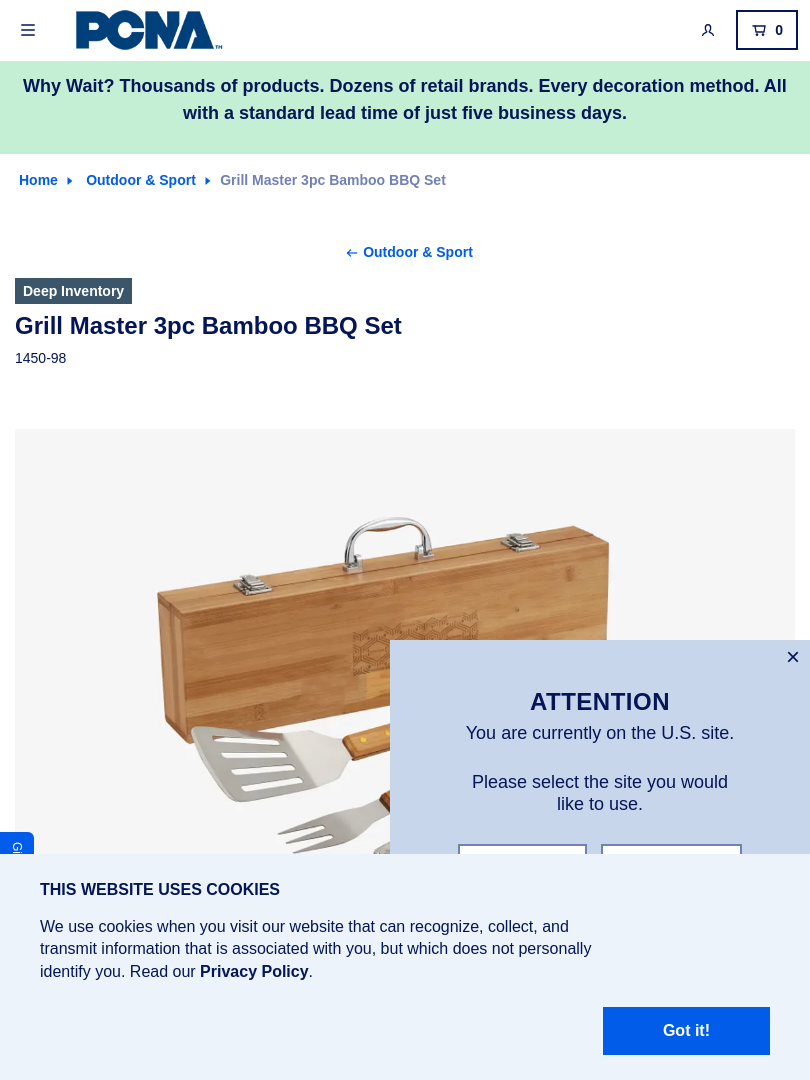 PCNA™
0
Why Wait? Thousands of products. Dozens of retail brands. Every decoration method. All
with a standard lead time of just five business days.
Home
Outdoor & Sport
Grill Master 3pc Bamboo BBQ Set
Outdoor & Sport
Deep Inventory
Grill Master 3pc Bamboo BBQ Set
1450-98
ATTENTION
You are currently on the U.S. site.
Please select the site you would
like to use.
THIS WEBSITE USES COOKIES
We use cookies when you visit our website that can recognize, collect, and
transmit information that is associated with you, but which does not personally
identify you. Read our Privacy Policy.
Got it!